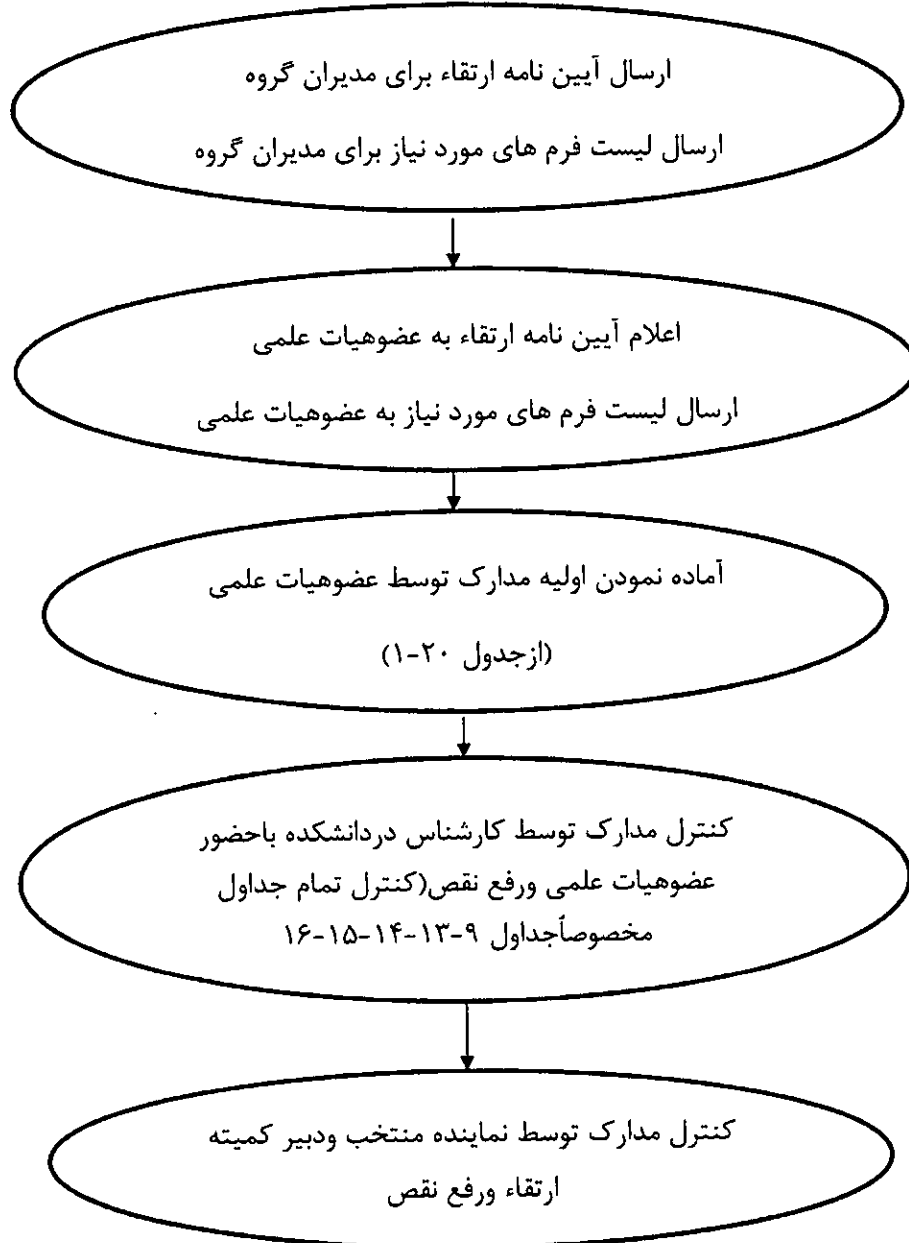 ارسال آیین نامه ارتقاء برای مدیران گروه
ارسال لیست فرم های مورد نیاز برای مدیران گروه
اعلام آیین نامه ارتقاء به عضوهیات علمی
ارسال لیست فرم های مورد نیاز به عضوهیات علمی
آماده نمودن اولیه مدارک توسط عضوهیات علمی
(ازجدول ۲۰-۱)
کنترل مدارک توسط کارشناس دردانشکده باحضور
عضوهیات علمی ورفع نقص(کنترل تمام جداول
مخصوصاًجداول ۹-۱۳-۱۴-۱۵-۱۶
کنترل مدارک توسط نماینده منتخب ودبیر کمیته
ارتقاء ورفع نقص